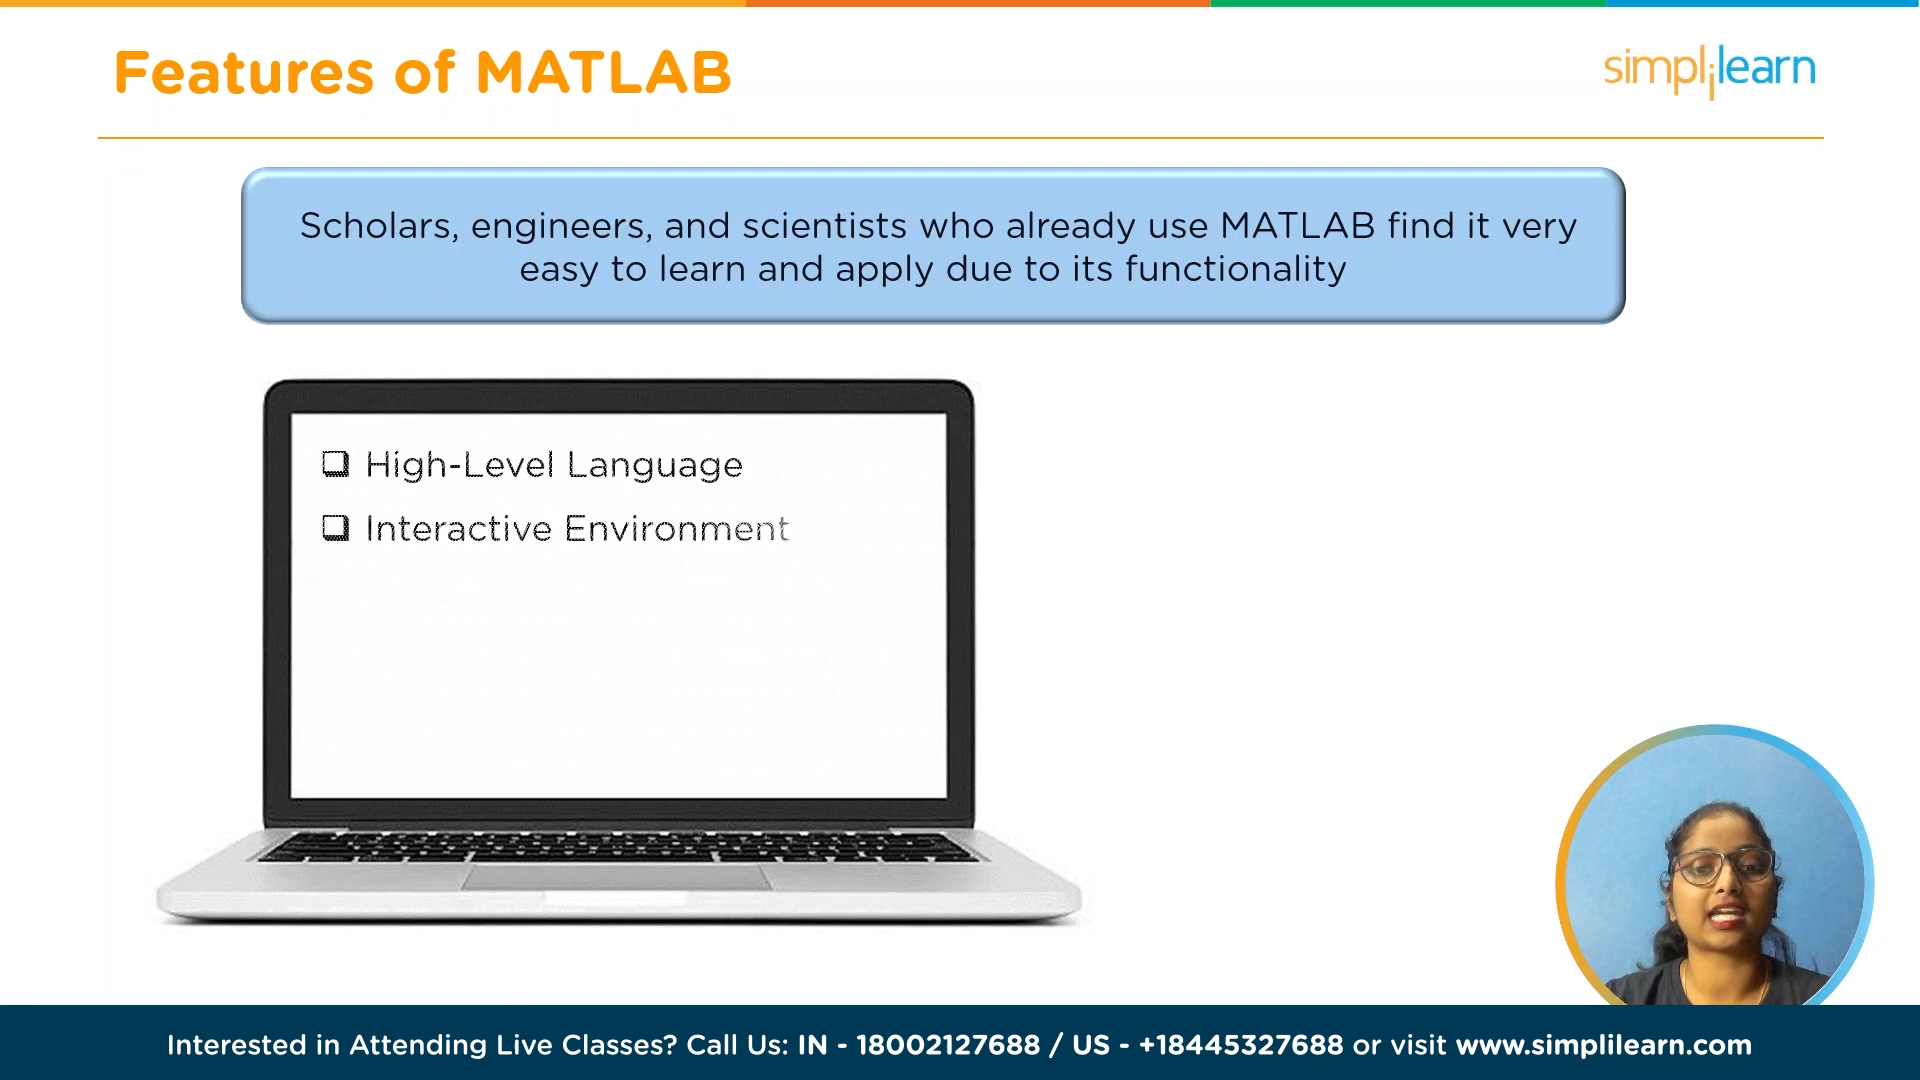 Features of MATLAB
simplilearn
Scholars, engineers, and scientists who already use MATLAB find it very
easy to learn and apply due to its functionality
High-Level Language
Interactive Environment
Interested in Attending Live Classes? Call Us: IN - 18002127688 / US - +18445327688 or visit www.simplilearn.com